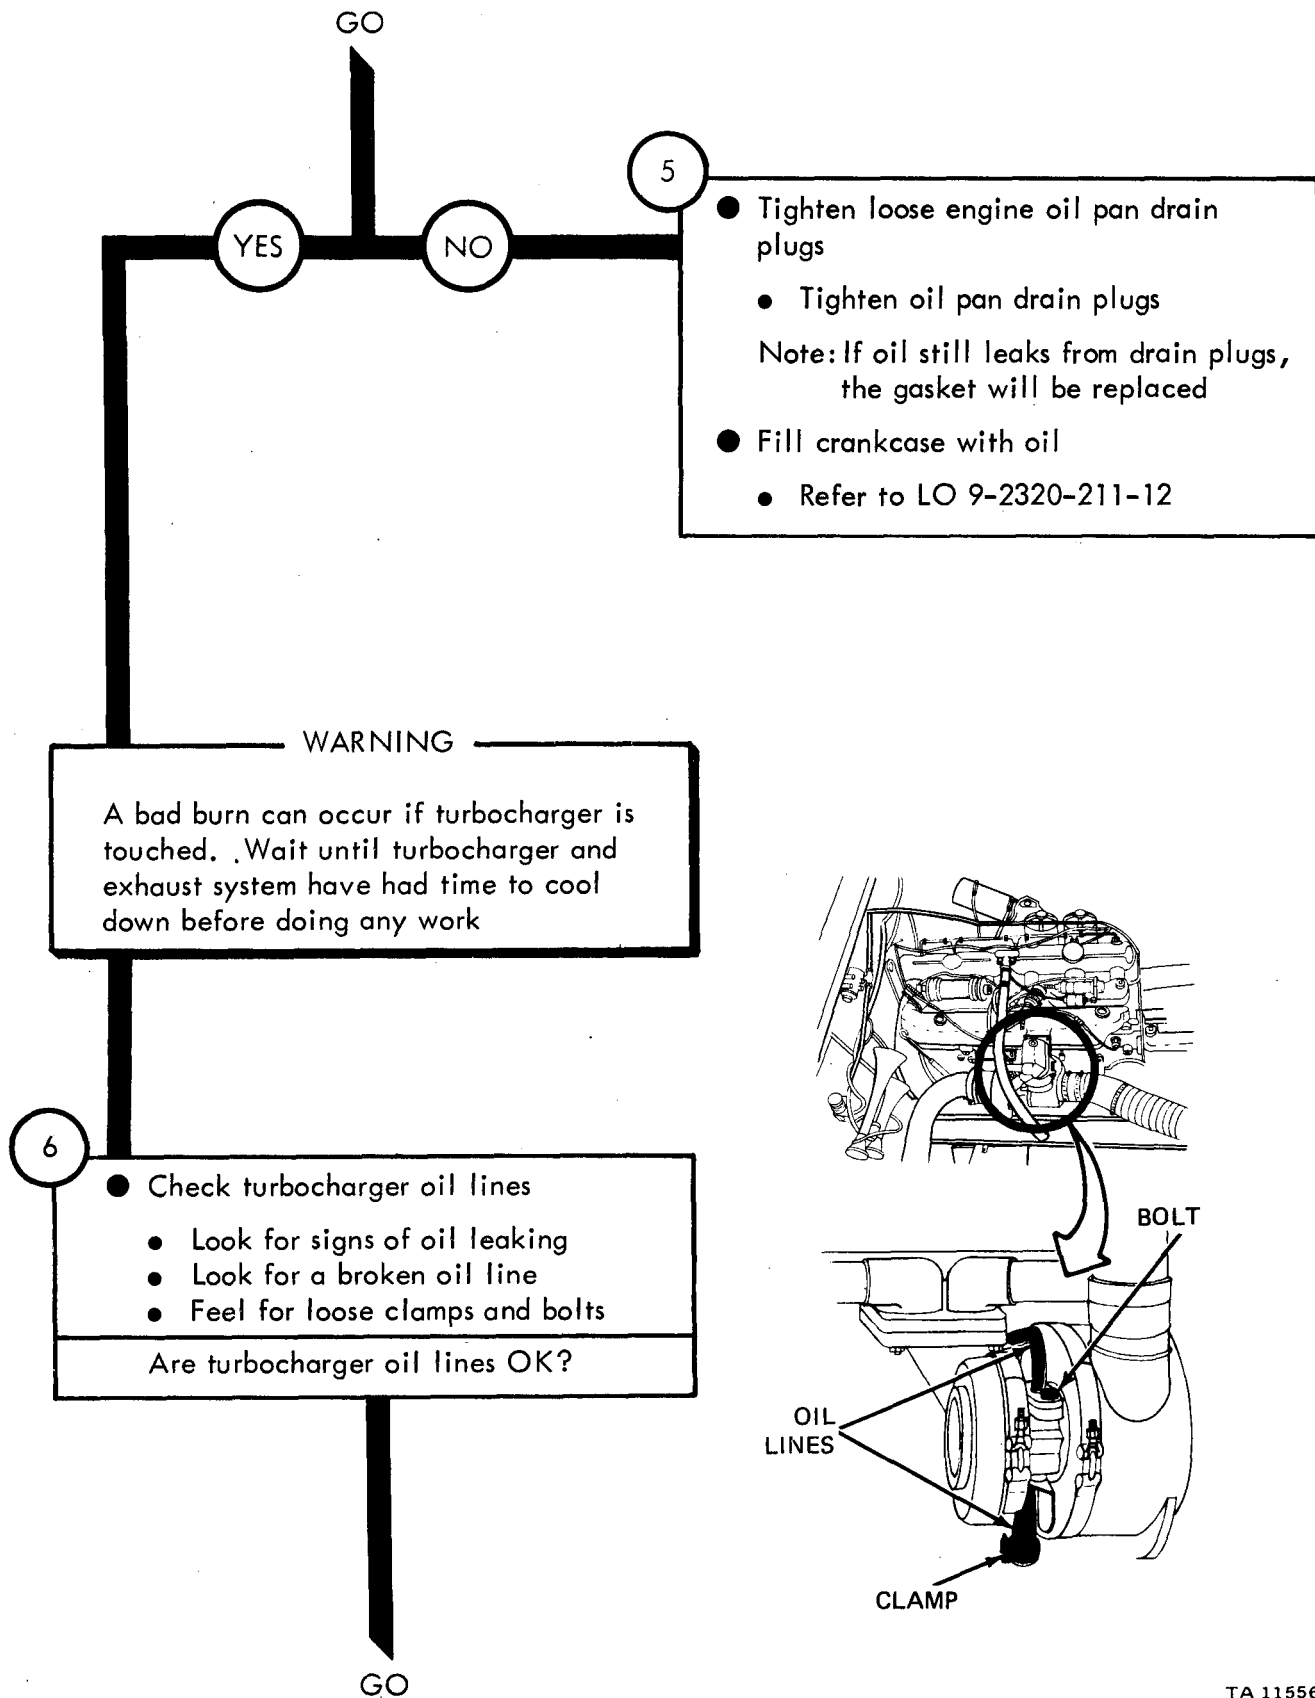 GO
YES
NO
5
● Tighten loose engine oil pan drain
plugs
● Tighten oil pan drain plugs
Note: If oil still leaks from drain plugs,
the gasket will be replaced
● Fill crankcase with oil
● Refer to LO 9-2320-211-12
WARNING
A bad burn can occur if turbocharger is
touched. Wait until turbocharger and
exhaust system have had time to cool
down before doing any work
6
● Check turbocharger oil lines
● Look for signs of oil leaking
● Look for a broken oil line
● Feel for loose clamps and bolts
Are turbocharger oil lines OK?
BOLT
OIL
LINES
CLAMP
GO